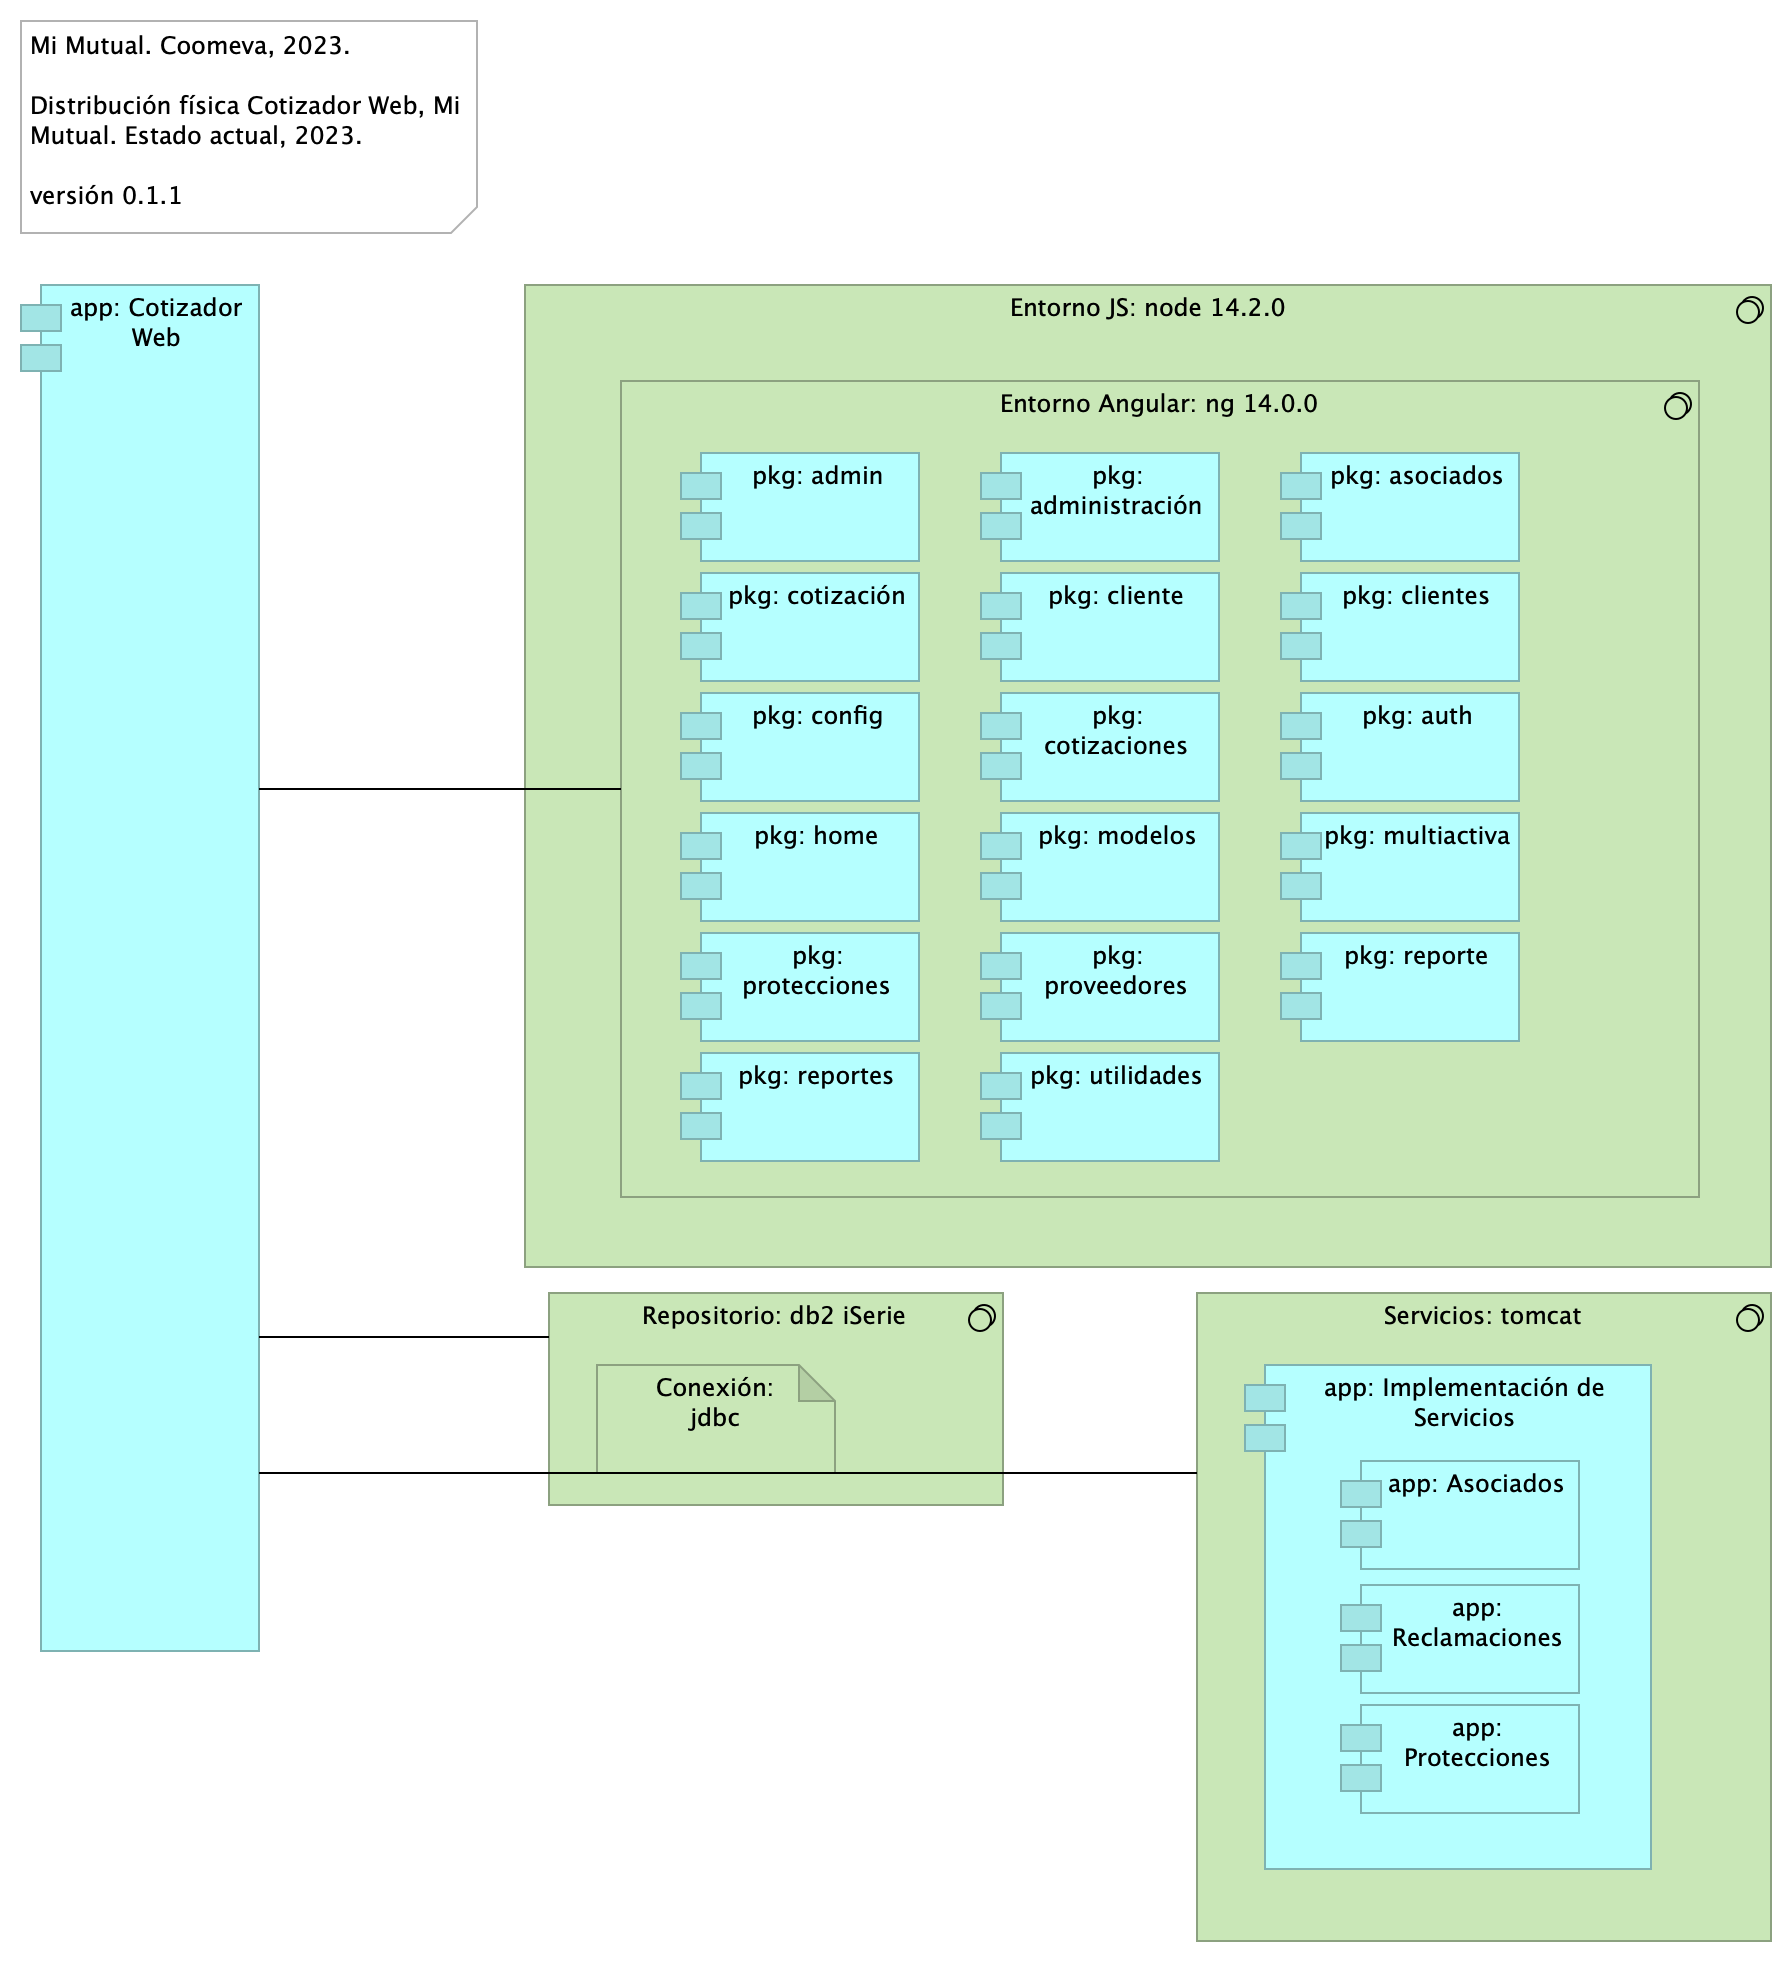 Mi Mutual. Coomeva, 2023.
Distribución física Cotizador Web, Mi
Mutual. Estado actual, 2023.
versión 0.1.1
app: Cotizador
Web
Entorno JS: node 14.2.0
Entorno Angular: ng 14.0.0
pkg: admin
pkg:
administración
pkg: asociados
pkg: cotización
pkg: cliente
pkg: clientes
pkg: config
pkg:
cotizaciones
pkg: auth
pkg: home
pkg: modelos
pkg: multiactiva
pkg:
protecciones
pkg:
proveedores
pkg: reporte
pkg: reportes
pkg: utilidades
Repositorio: db2 iSerie
Conexión:
jdbc
Servicios: tomcat
app: Implementación de
Servicios
app: Asociados
app:
Reclamaciones
app:
Protecciones